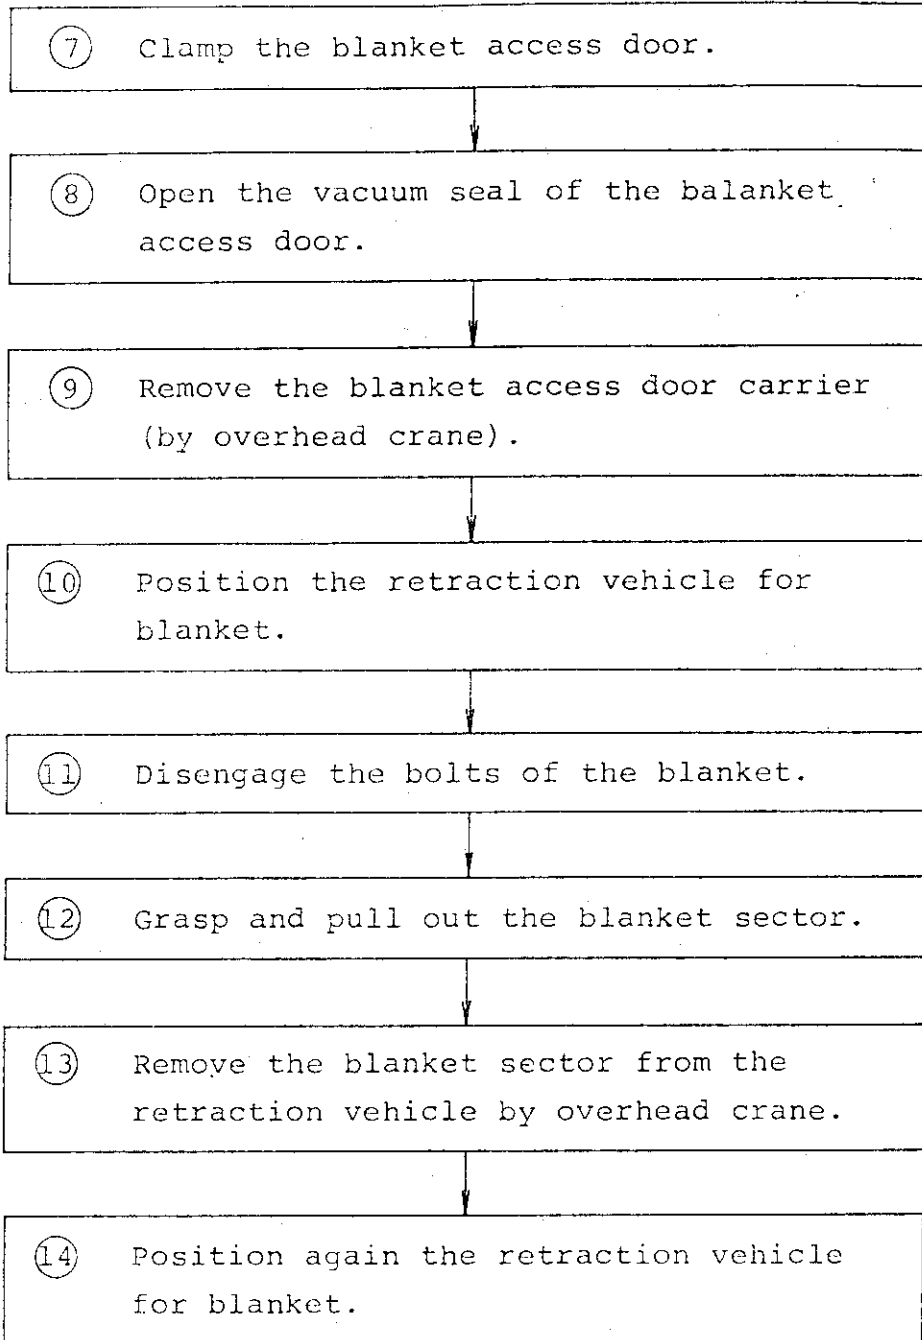 ⑦ Clamp the blanket access door.
⑧ Open the vacuum seal of the balanket
access door.
⑨ Remove the blanket access door carrier
(by overhead crane).
⑩ Position the retraction vehicle for
blanket.
⑪ Disengage the bolts of the blanket.
⑫ Grasp and pull out the blanket sector.
⑬ Remove the blanket sector from the
retraction vehicle by overhead crane.
⑭ Position again the retraction vehicle
for blanket.